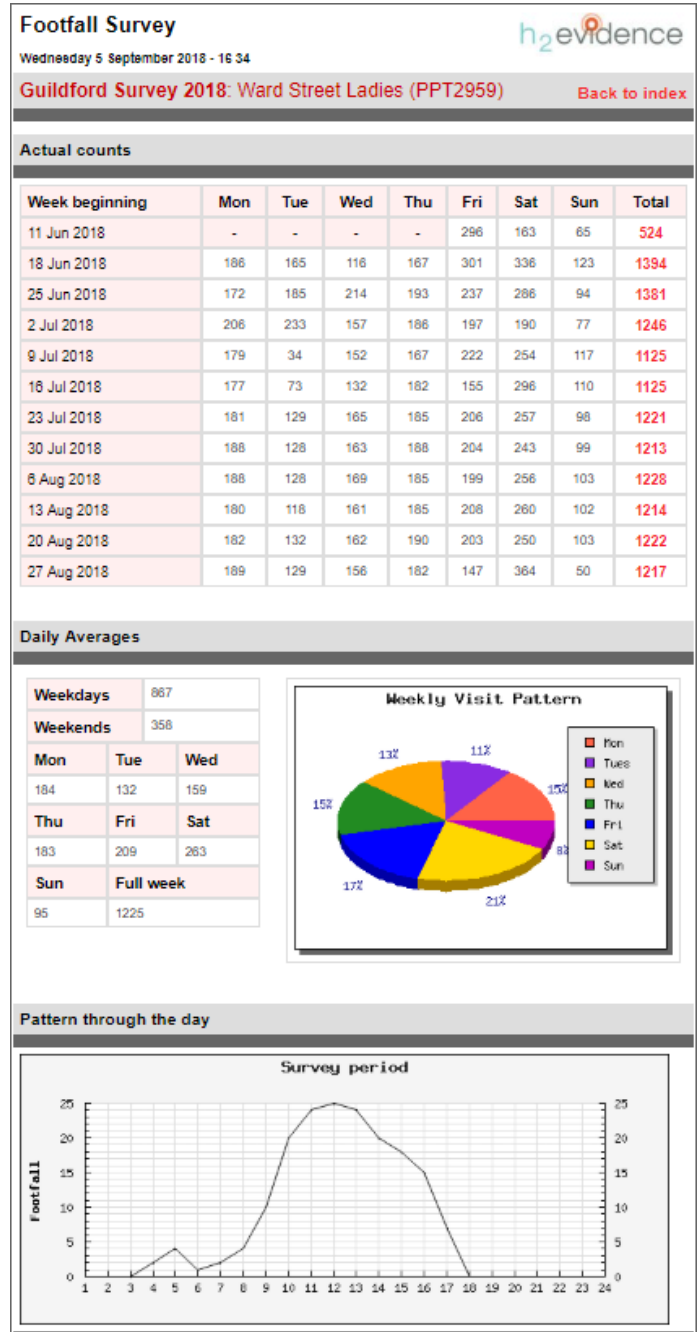 Footfall Survey
h2evidence
Wednesday 5 September 2018 - 16 34
Guildford Survey 2018: Ward Street Ladies (PPT2959) Back to index
Actual counts
Week beginning Mon Tue Wed Thu Fri Sat Sun Total
11 Jun 2018 - - - - 296 163 65 524
18 Jun 2018 186 165 116 167 301 336 123 1394
25 Jun 2018 172 185 214 193 237 286 94 1381
2 Jul 2018 206 233 157 186 197 190 77 1246
9 Jul 2018 179 34 152 167 222 254 117 1125
16 Jul 2018 177 73 132 182 155 296 110 1125
23 Jul 2018 181 129 165 185 206 257 98 1221
30 Jul 2018 188 128 163 188 204 243 99 1213
6 Aug 2018 188 128 169 185 199 256 103 1228
13 Aug 2018 180 118 161 185 208 260 102 1214
20 Aug 2018 182 132 162 190 203 250 103 1222
27 Aug 2018 189 129 156 182 147 364 50 1217
Daily Averages
Weekdays 867
Weekends 358
Mon Tue Wed
184 132 159
Thu Fri Sat
183 209 263
Sun Full week
95 1225
Weekly Visit Pattern
13% 11%
15% 15%
8%
17%
21%
Mon
Tues
Wed
Thu
Fri
Sat
Sun
Pattern through the day
Survey period
Footfall
25 25
20 20
15 15
10 10
5 5
0 0
1 2 3 4 5 6 7 8 9 10 11 12 13 14 15 16 17 18 19 20 21 22 23 24